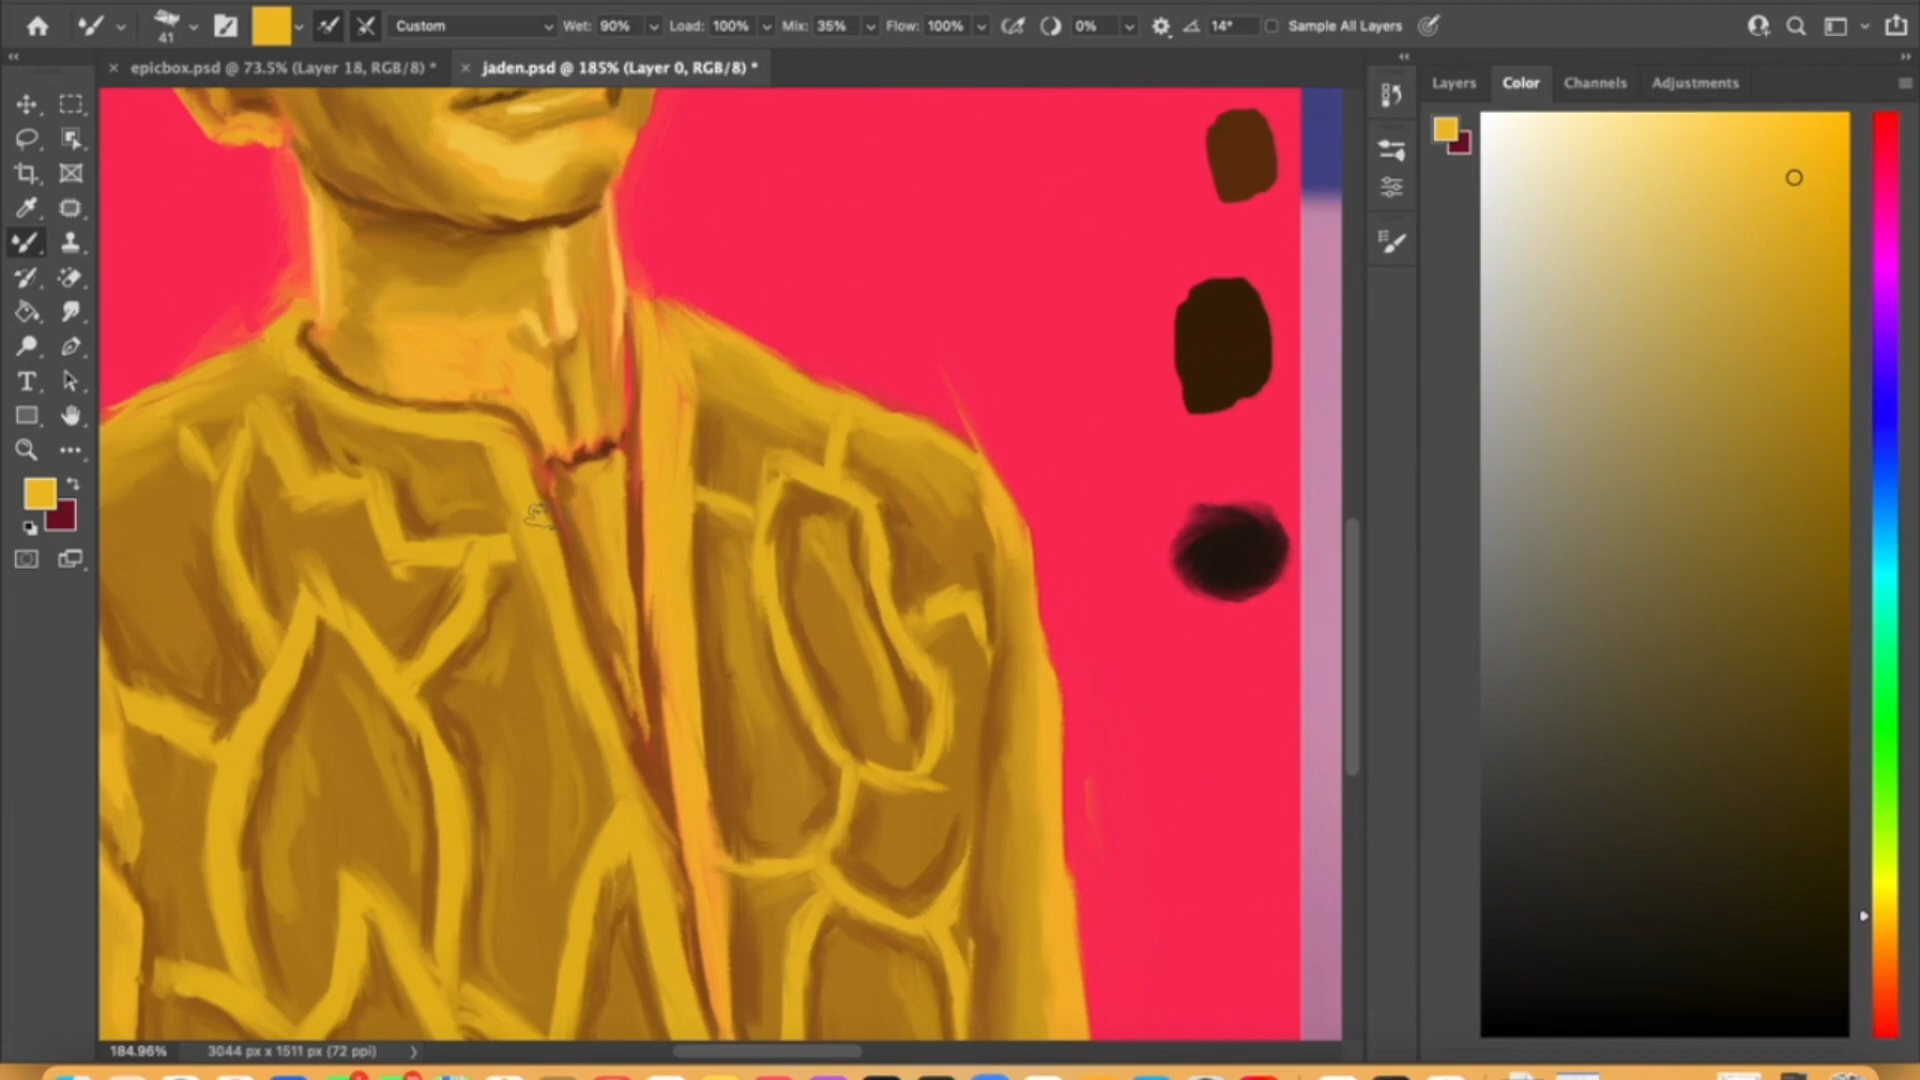 Custom Wet: 90% Load: 100% Mix: 35% Flow: 100% 0% 14° Sample All Layers
41
epicbox.psd @ 73.5% (Layer 18, RGB/8) *
jaden.psd @ 185% (Layer 0, RGB/8) *
Layers Color Channels Adjustments
T
184.96% 3044 px x 1511 px (72 ppi)